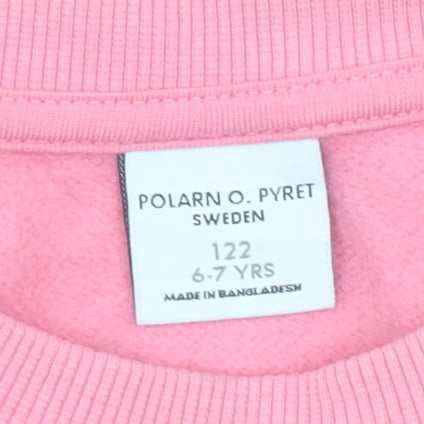 POLARN O. PYRET
SWEDEN
122
6-7 YRS
MADE IN BANGLADESH